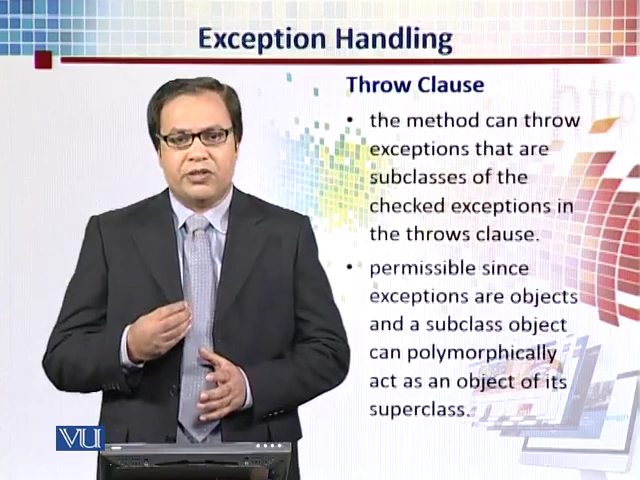 Exception Handling
Throw Clause
• the method can throw
exceptions that are
subclasses of the
checked exceptions in
the throws clause.
• permissible since
exceptions are objects
and a subclass object
can polymorphically
act as an object of its
superclass.
http
VU